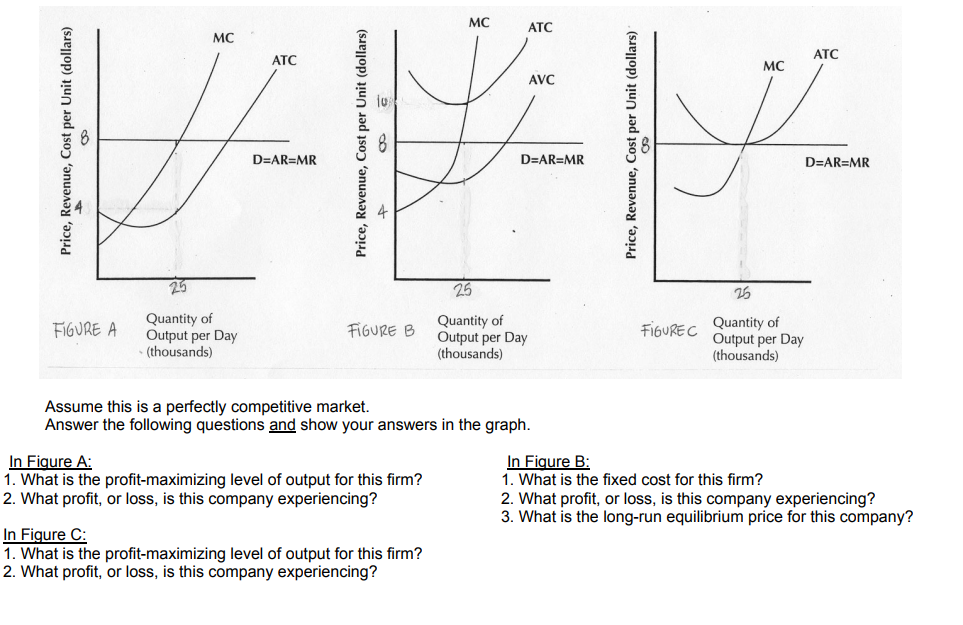 Price, Revenue, Cost per Unit (dollars)
MC
ATC
8
D=AR=MR
4
25
FIGURE A
Quantity of
Output per Day
(thousands)
Price, Revenue, Cost per Unit (dollars)
MC
ATC
AVC
10
8
D=AR=MR
4
25
FIGURE B
Quantity of
Output per Day
(thousands)
Price, Revenue, Cost per Unit (dollars)
MC
ATC
8
D=AR=MR
25
FIGURE C
Quantity of
Output per Day
(thousands)
Assume this is a perfectly competitive market.
Answer the following questions and show your answers in the graph.
In Figure A:
1. What is the profit-maximizing level of output for this firm?
2. What profit, or loss, is this company experiencing?
In Figure B:
1. What is the fixed cost for this firm?
2. What profit, or loss, is this company experiencing?
3. What is the long-run equilibrium price for this company?
In Figure C:
1. What is the profit-maximizing level of output for this firm?
2. What profit, or loss, is this company experiencing?